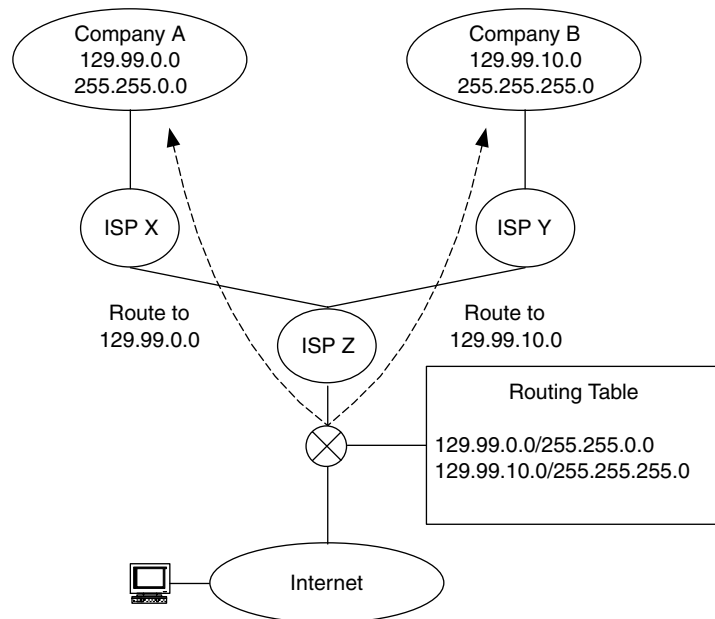 Company A
129.99.0.0
255.255.0.0
Company B
129.99.10.0
255.255.255.0
ISP X
ISP Y
Route to
129.99.0.0
ISP Z
Route to
129.99.10.0
Routing Table
129.99.0.0/255.255.0.0
129.99.10.0/255.255.255.0
Internet